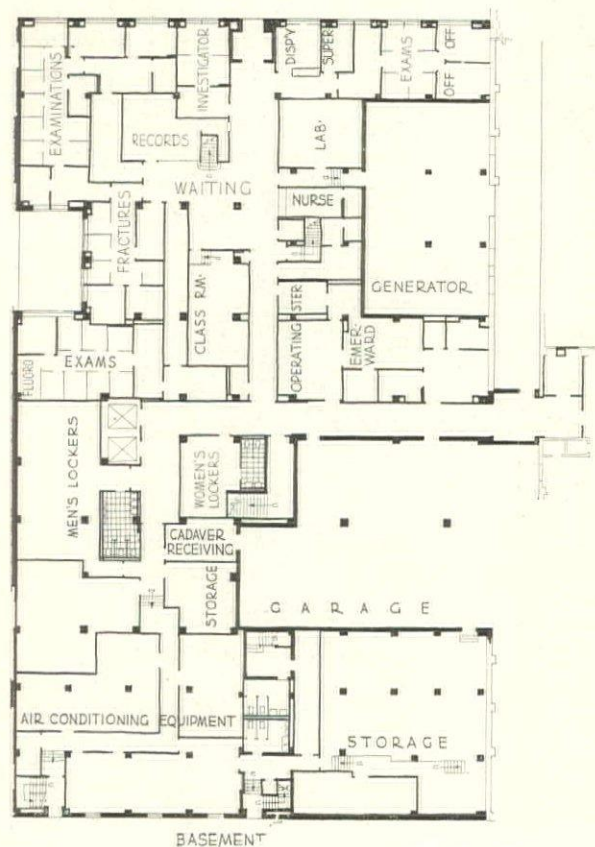 EXAMINATIONS
INVESTIGATOR
DISPY
SUPER
EXAMS
OFF
OFF
RECORDS
LAB.
WAITING
NURSE
FRACTURES
GENERATOR
CLASS RM.
OPERATING
STER
EMER-
WARD
FLUORO
EXAMS
MEN'S LOCKERS
WOMEN'S
LOCKERS
CADAVER
RECEIVING
STORAGE
GARAGE
AIR CONDITIONING EQUIPMENT
STORAGE
BASEMENT